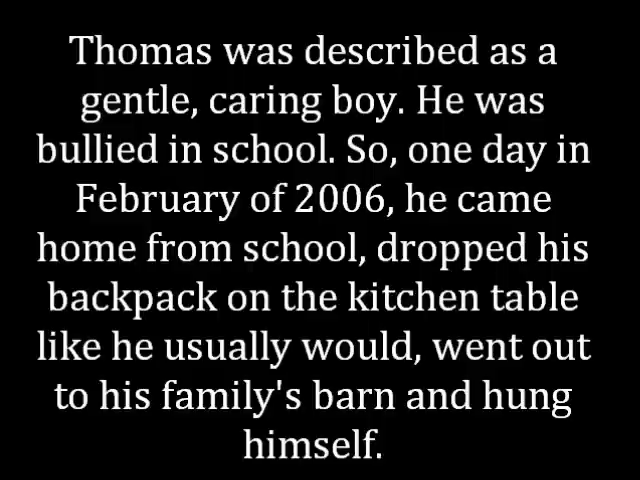 Thomas was described as a
gentle, caring boy. He was
bullied in school. So, one day in
February of 2006, he came
home from school, dropped his
backpack on the kitchen table
like he usually would, went out
to his family's barn and hung
himself.